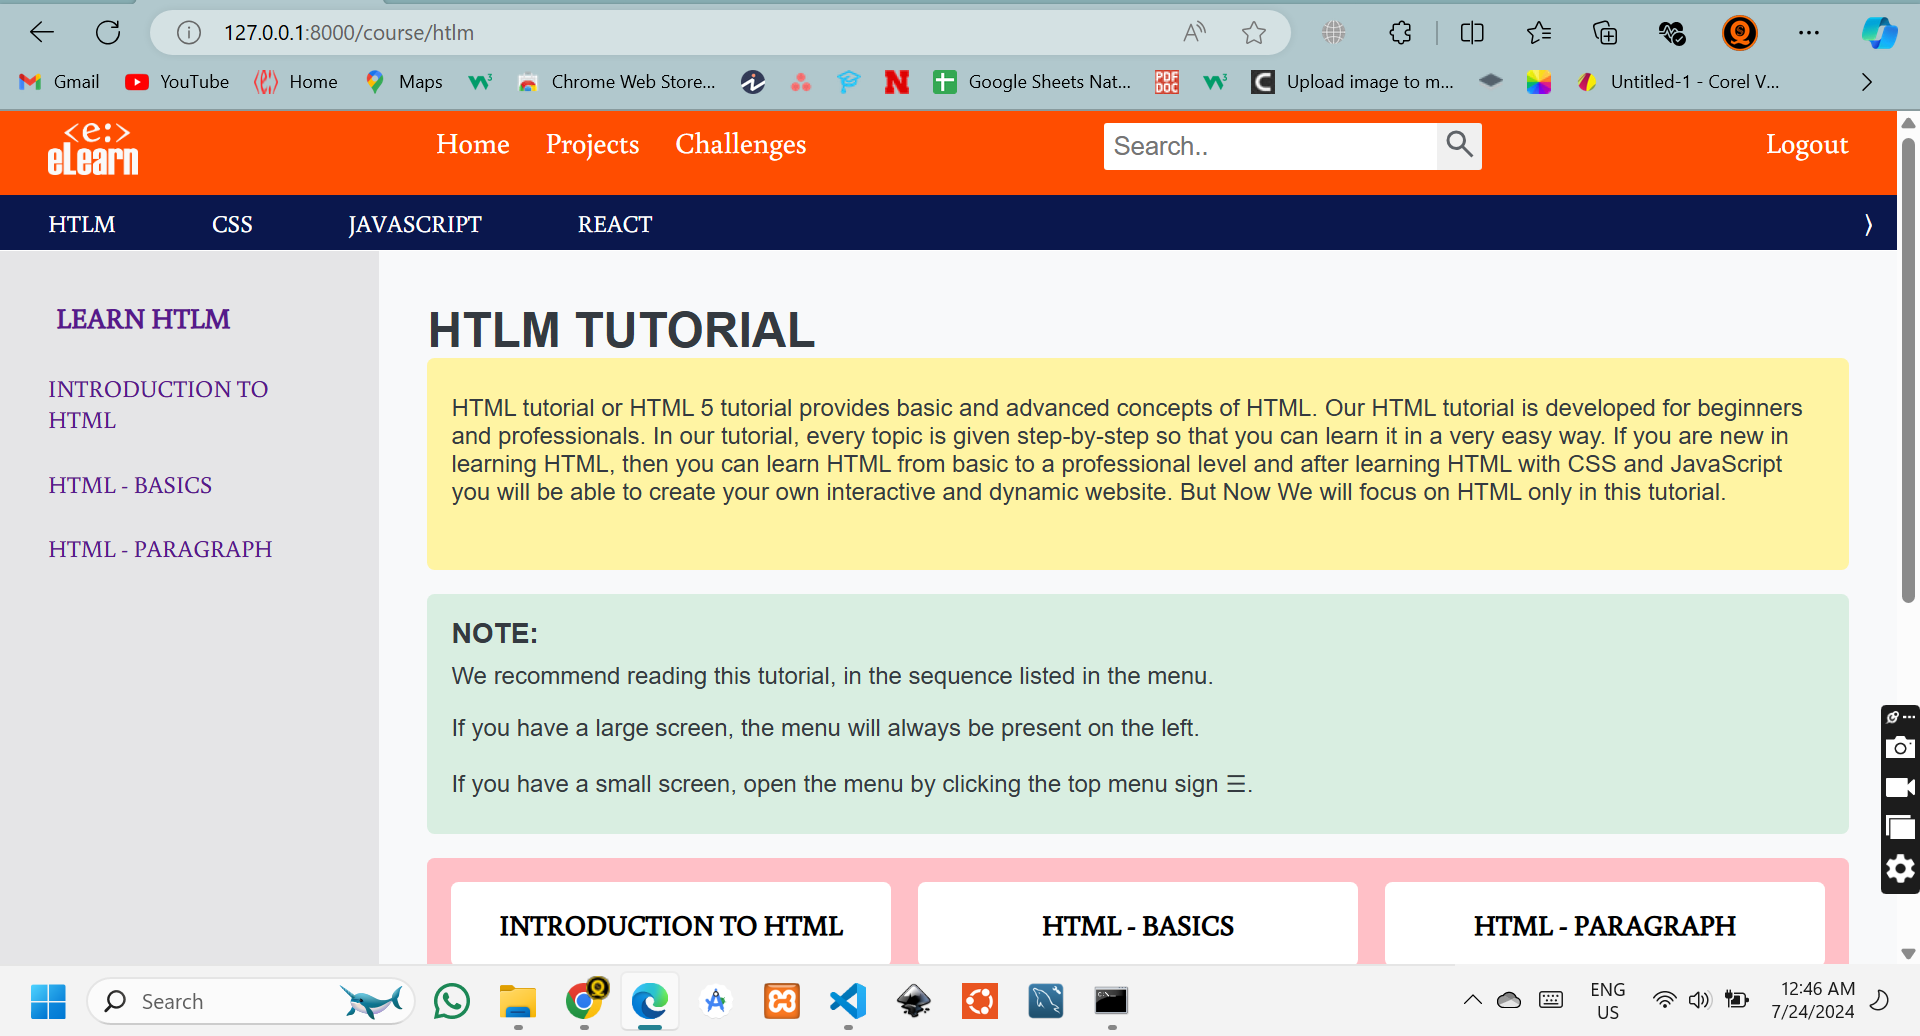 127.0.0.1:8000/course/htlm
Gmail YouTube Home Maps Chrome Web Store... Google Sheets Nat... PDF DOC Upload image to m... Untitled-1 - Corel V...
<e:>
eLearn
Home Projects Challenges Search.. Logout
HTLM CSS JAVASCRIPT REACT ⟩
LEARN HTLM
INTRODUCTION TO
HTML
HTML - BASICS
HTML - PARAGRAPH
HTLM TUTORIAL
HTML tutorial or HTML 5 tutorial provides basic and advanced concepts of HTML. Our HTML tutorial is developed for beginners
and professionals. In our tutorial, every topic is given step-by-step so that you can learn it in a very easy way. If you are new in
learning HTML, then you can learn HTML from basic to a professional level and after learning HTML with CSS and JavaScript
you will be able to create your own interactive and dynamic website. But Now We will focus on HTML only in this tutorial.
NOTE:
We recommend reading this tutorial, in the sequence listed in the menu.
If you have a large screen, the menu will always be present on the left.
If you have a small screen, open the menu by clicking the top menu sign ☰.
INTRODUCTION TO HTML HTML - BASICS HTML - PARAGRAPH
Search
ENG
US
12:46 AM
7/24/2024